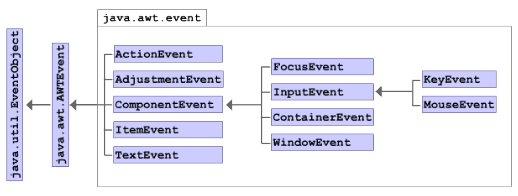 java.awt.event
java.util.EventObject
java.awt.AWTEvent
ActionEvent
AdjustmentEvent
ComponentEvent
ItemEvent
TextEvent
FocusEvent
InputEvent
ContainerEvent
WindowEvent
KeyEvent
MouseEvent